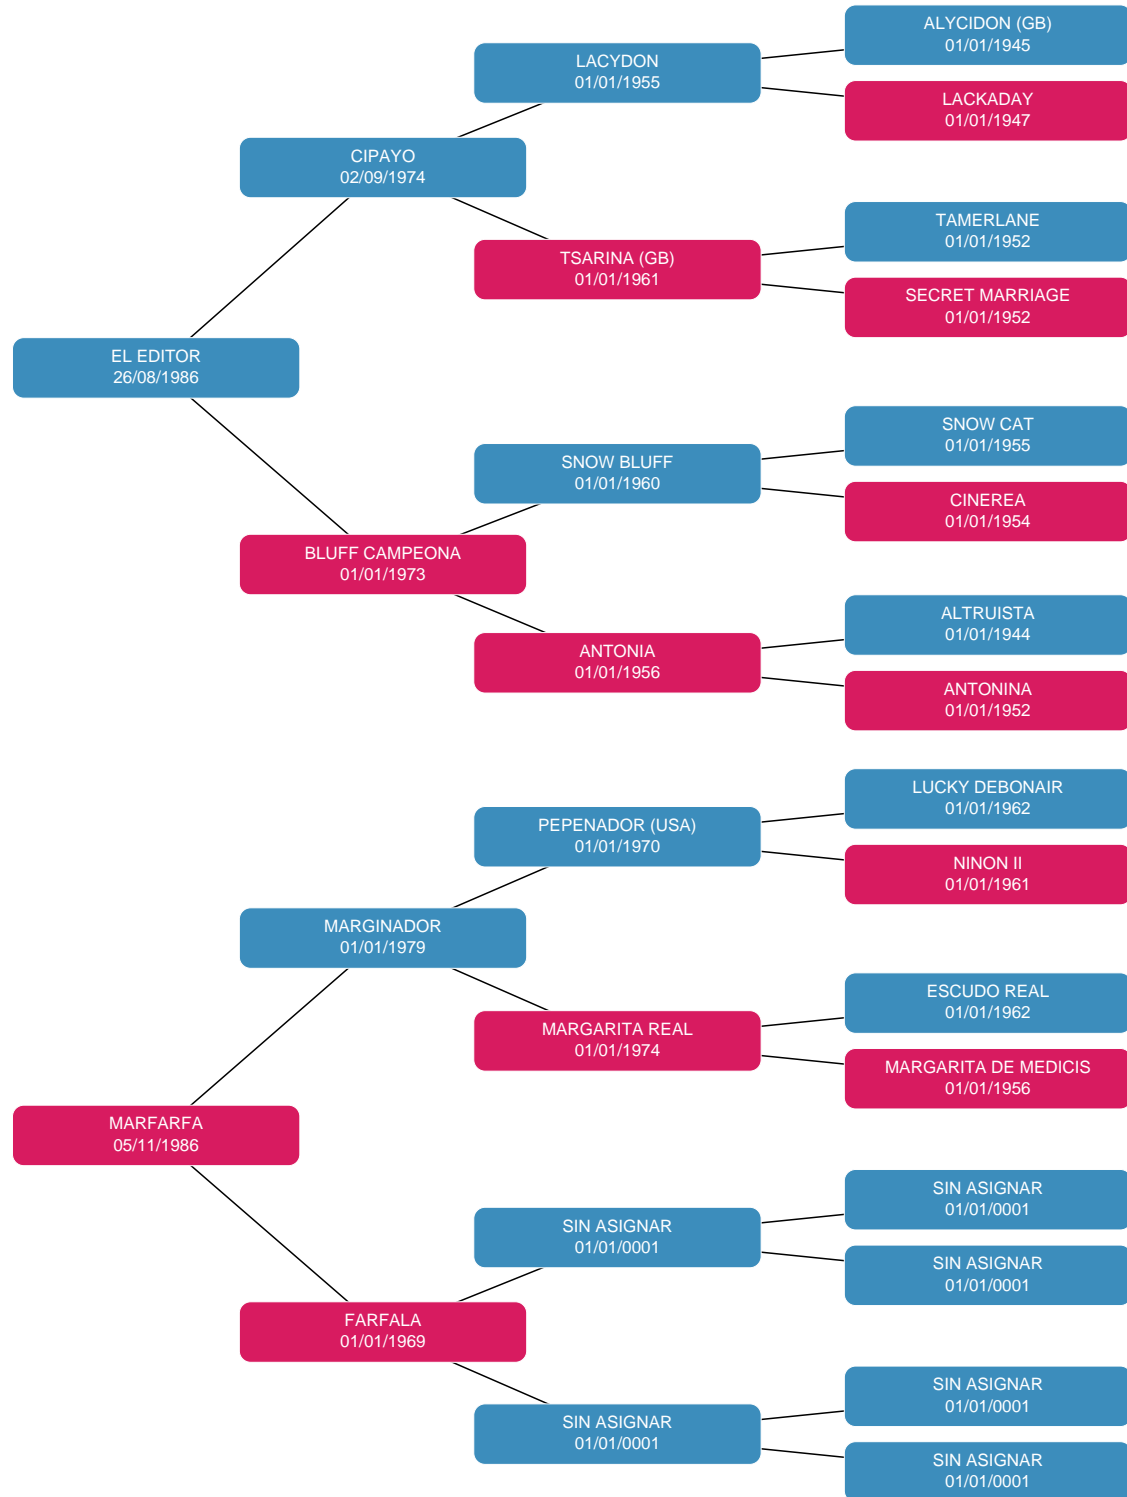 ALYCIDON (GB)
01/01/1945
LACYDON
01/01/1955
LACKADAY
01/01/1947
CIPAYO
02/09/1974
TAMERLANE
01/01/1952
TSARINA (GB)
01/01/1961
SECRET MARRIAGE
01/01/1952
EL EDITOR
26/08/1986
SNOW CAT
01/01/1955
SNOW BLUFF
01/01/1960
CINEREA
01/01/1954
BLUFF CAMPEONA
01/01/1973
ALTRUISTA
01/01/1944
ANTONIA
01/01/1956
ANTONINA
01/01/1952
LUCKY DEBONAIR
01/01/1962
PEPENADOR (USA)
01/01/1970
NINON II
01/01/1961
MARGINADOR
01/01/1979
ESCUDO REAL
01/01/1962
MARGARITA REAL
01/01/1974
MARGARITA DE MEDICIS
01/01/1956
MARFARFA
05/11/1986
SIN ASIGNAR
01/01/0001
SIN ASIGNAR
01/01/0001
SIN ASIGNAR
01/01/0001
FARFALA
01/01/1969
SIN ASIGNAR
01/01/0001
SIN ASIGNAR
01/01/0001
SIN ASIGNAR
01/01/0001